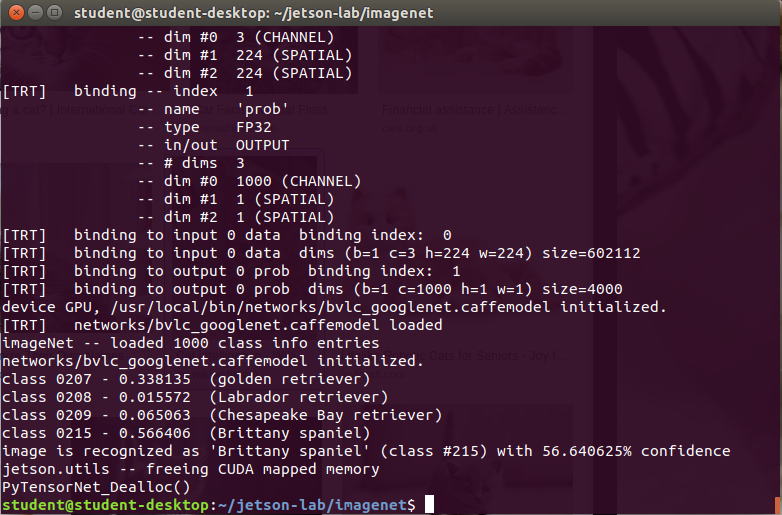 student@student-desktop: ~/jetson-lab/imagenet
-- dim #0 3 (CHANNEL)
-- dim #1 224 (SPATIAL)
-- dim #2 224 (SPATIAL)
[TRT] binding -- index 1
-- name 'prob'
-- type FP32
-- in/out OUTPUT
-- # dims 3
-- dim #0 1000 (CHANNEL)
-- dim #1 1 (SPATIAL)
-- dim #2 1 (SPATIAL)
[TRT] binding to input 0 data binding index: 0
[TRT] binding to input 0 data dims (b=1 c=3 h=224 w=224) size=602112
[TRT] binding to output 0 prob binding index: 1
[TRT] binding to output 0 prob dims (b=1 c=1000 h=1 w=1) size=4000
device GPU, /usr/local/bin/networks/bvlc_googlenet.caffemodel initialized.
[TRT] networks/bvlc_googlenet.caffemodel loaded
imageNet -- loaded 1000 class info entries
networks/bvlc_googlenet.caffemodel initialized.
class 0207 - 0.338135 (golden retriever)
class 0208 - 0.015572 (Labrador retriever)
class 0209 - 0.065063 (Chesapeake Bay retriever)
class 0215 - 0.566406 (Brittany spaniel)
image is recognized as 'Brittany spaniel' (class #215) with 56.640625% confidence
jetson.utils -- freeing CUDA mapped memory
PyTensorNet_Dealloc()
student@student-desktop:~/jetson-lab/imagenet$